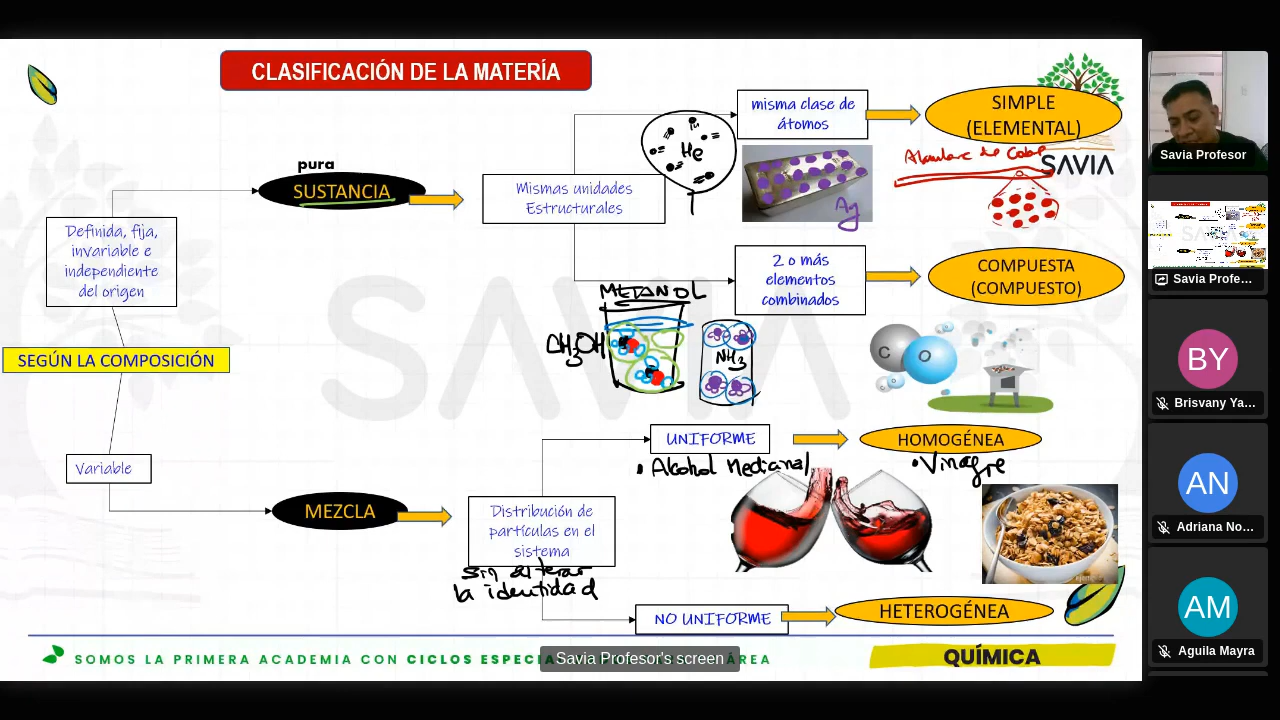 CLASIFICACIÓN DE LA MATERÍA
pura
SUSTANCIA
Definida, fija,
invariable e
independiente
del origen
SEGÚN LA COMPOSICIÓN
Variable
MEZCLA
Mismas unidades
Estructurales
He
misma clase de
átomos
SIMPLE
(ELEMENTAL)
Alambre de Cobre
SAVIA
Ag
2 o más
elementos
combinados
COMPUESTA
(COMPUESTO)
METANOL
CH3OH
NH3
C
O
SAVIA
Distribución de
partículas en el
sistema
sin alterar
la identidad
UNIFORME
HOMOGÉNEA
• Alcohol Medicinal
• Vinagre
NO UNIFORME
HETEROGÉNEA
SOMOS LA PRIMERA ACADEMIA CON CICLOS ESPECI
REA
Savia Profesor's screen
QUÍMICA
Savia Profesor
Savia Profe...
BY
Brisvany Ya...
AN
Adriana No...
AM
Aguila Mayra